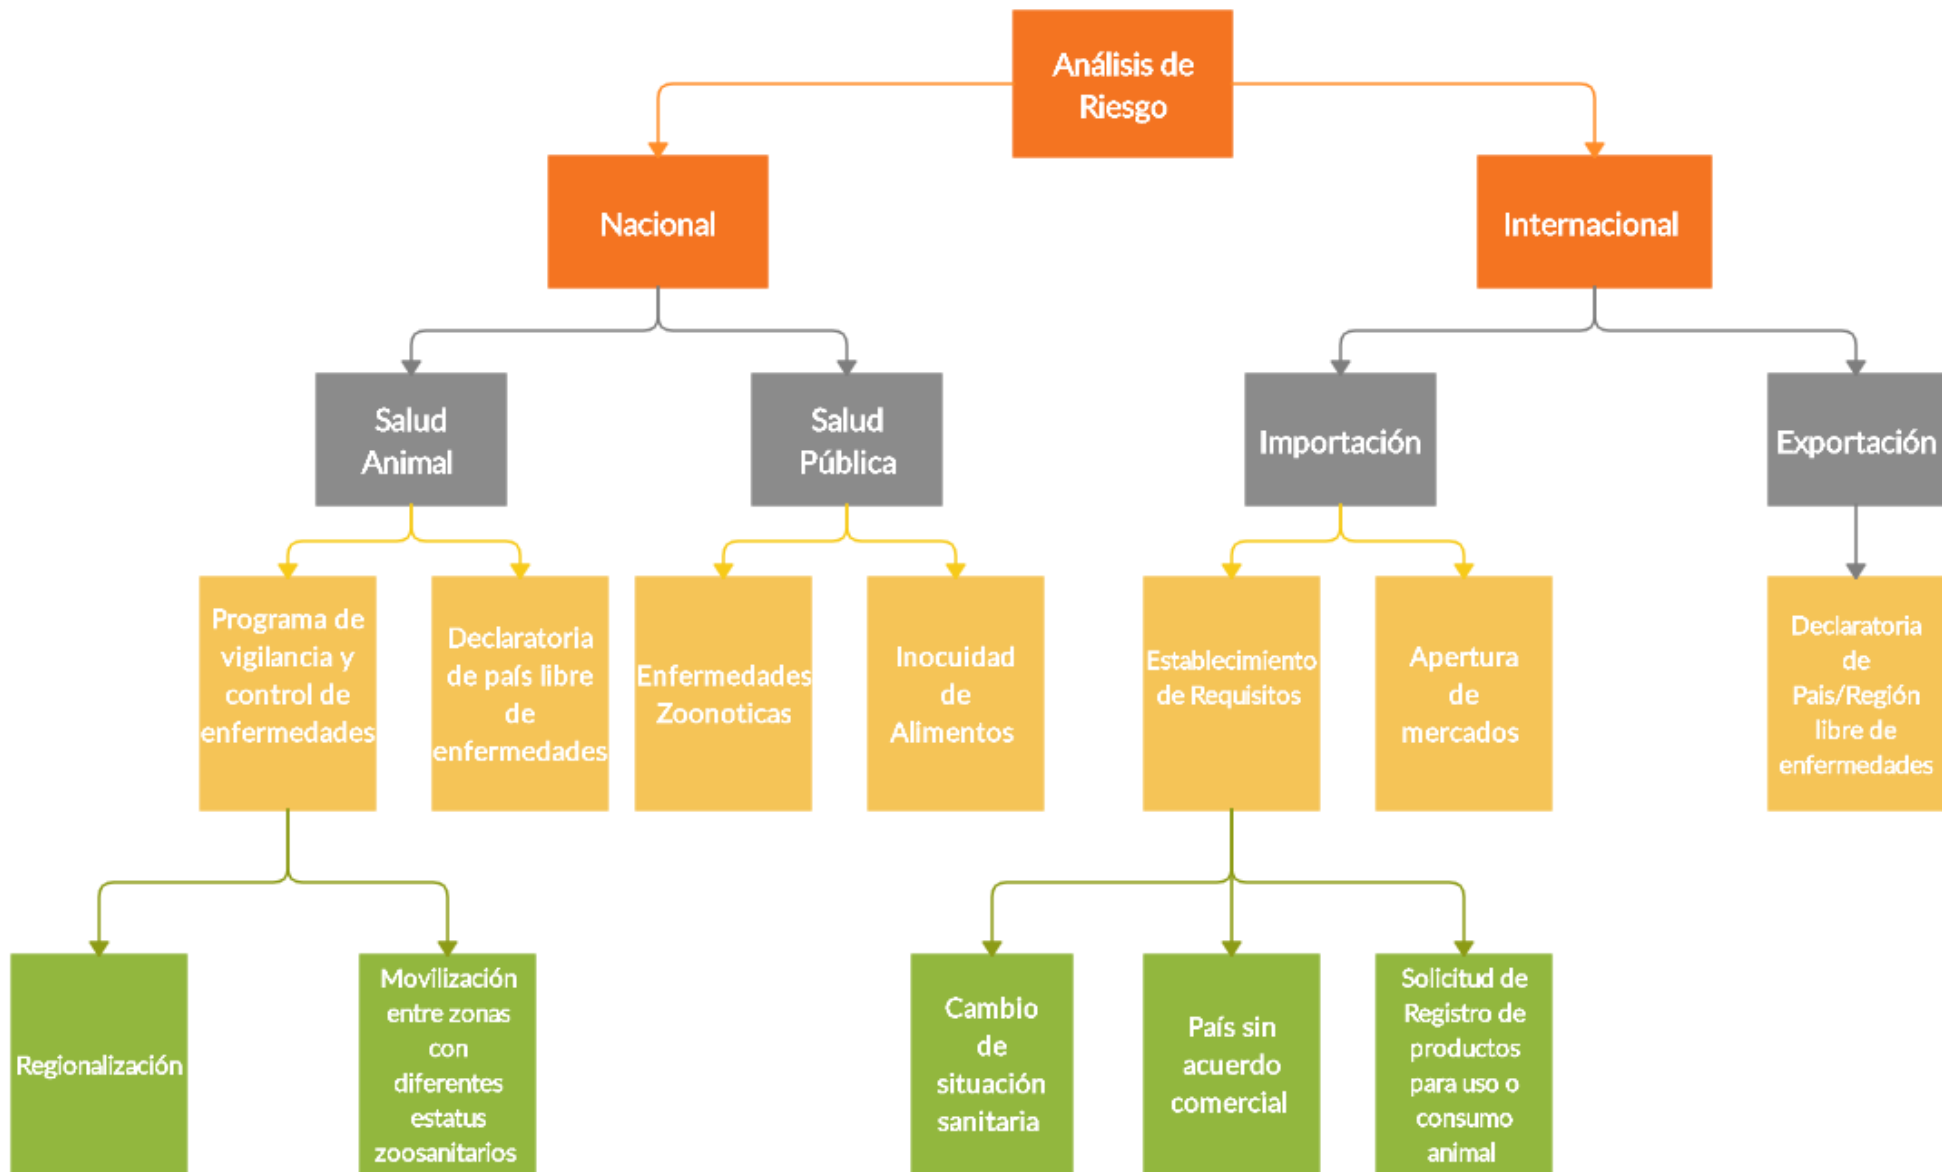 Análisis de
Riesgo
Nacional
Internacional
Salud
Animal
Salud
Pública
Importación
Exportación
Programa de
vigilancia y
control de
enfermedades
Declaratoria
de país libre
de
enfermedades
Enfermedades
Zoonoticas
Inocuidad
de
Alimentos
Establecimiento
de Requisitos
Apertura
de
mercados
Declaratoria
de
Pais/Región
libre de
enfermedades
Regionalización
Movilización
entre zonas
con
diferentes
estatus
zoosanitarios
Cambio
de
situación
sanitaria
País sin
acuerdo
comercial
Solicitud de
Registro de
productos
para uso o
consumo
animal